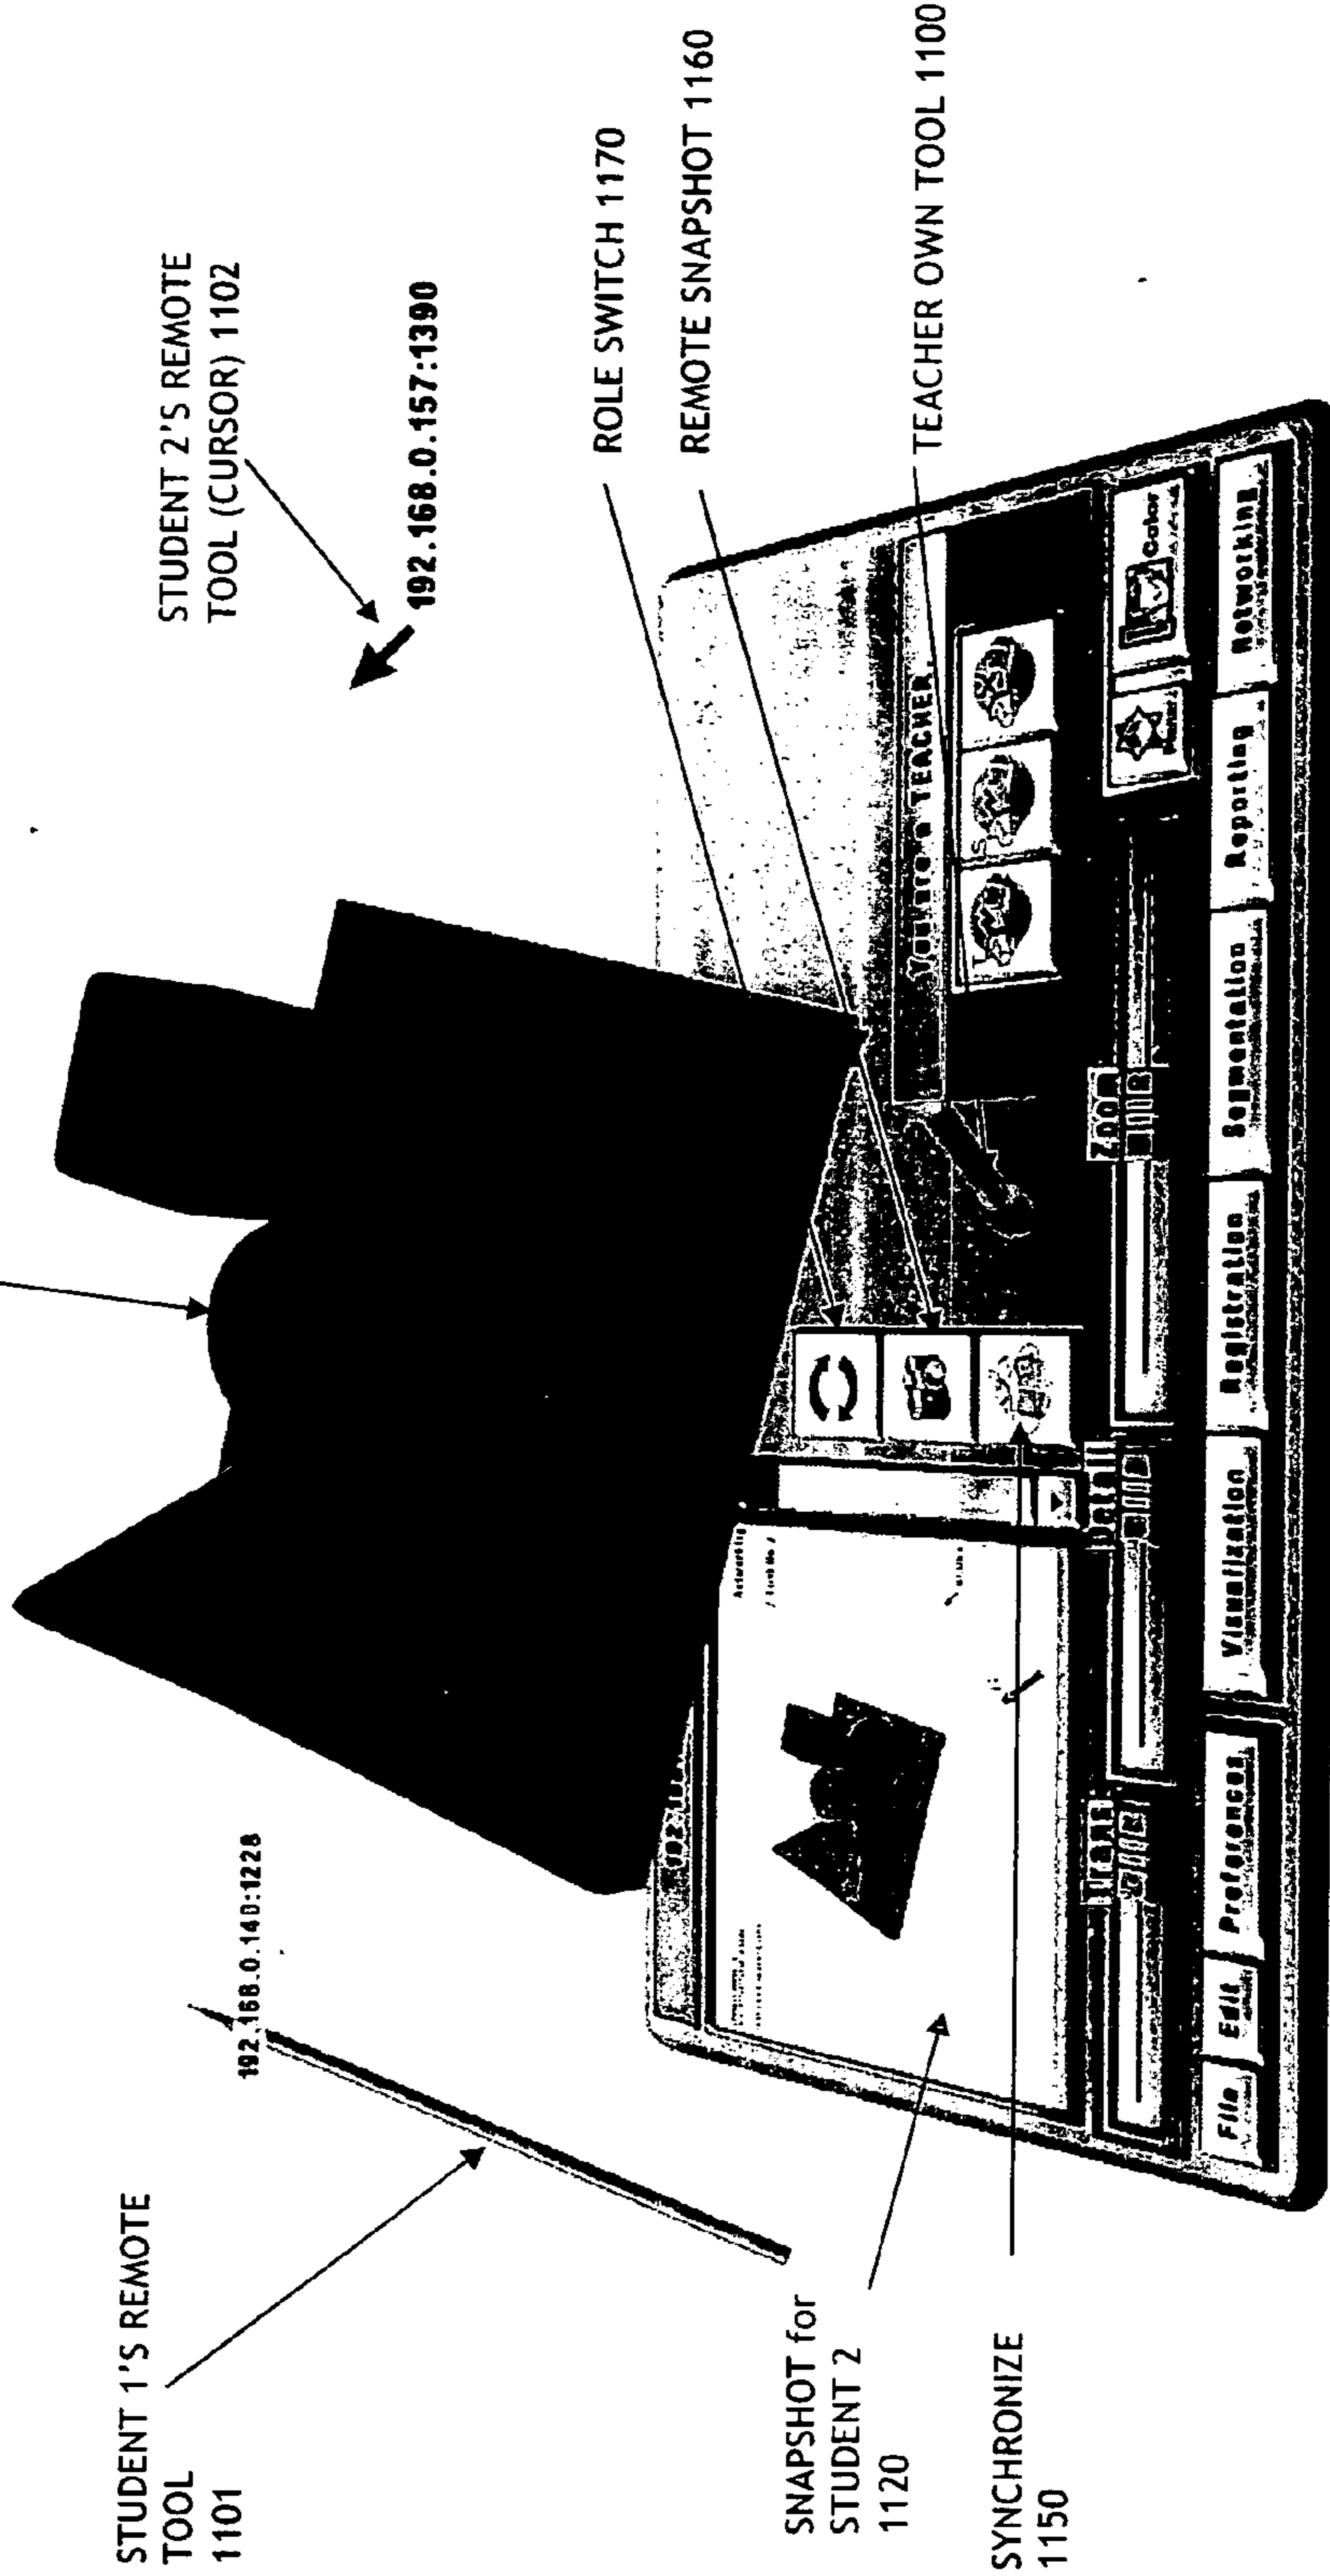 STUDENT 1'S REMOTE
TOOL
1101
192.168.0.140:1228
STUDENT 2'S REMOTE
TOOL (CURSOR) 1102
192.168.0.157:1390
ROLE SWITCH 1170
REMOTE SNAPSHOT 1160
TEACHER OWN TOOL 1100
SNAPSHOT for
STUDENT 2
1120
SYNCHRONIZE
1150
You are a TEACHER
Networking
Detail
Zoom
Color
File
Edit
Preferences
Visualization
Registration
Segmentation
Reporting
Networking